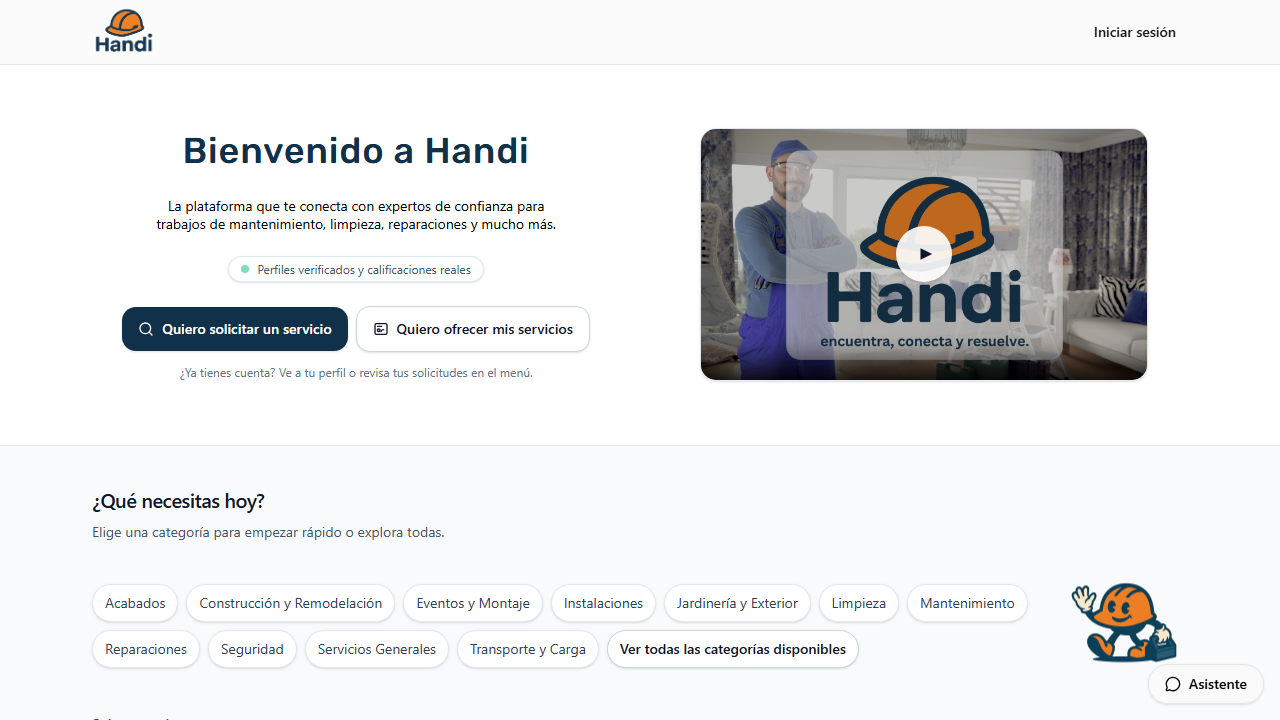 Handi
Iniciar sesión
Bienvenido a Handi
La plataforma que te conecta con expertos de confianza para
trabajos de mantenimiento, limpieza, reparaciones y mucho más.
Perfiles verificados y calificaciones reales
Quiero solicitar un servicio
Quiero ofrecer mis servicios
¿Ya tienes cuenta? Ve a tu perfil o revisa tus solicitudes en el menú.
Handi
encuentra, conecta y resuelve.
¿Qué necesitas hoy?
Elige una categoría para empezar rápido o explora todas.
Acabados
Construcción y Remodelación
Eventos y Montaje
Instalaciones
Jardinería y Exterior
Limpieza
Mantenimiento
Reparaciones
Seguridad
Servicios Generales
Transporte y Carga
Ver todas las categorías disponibles
Asistente